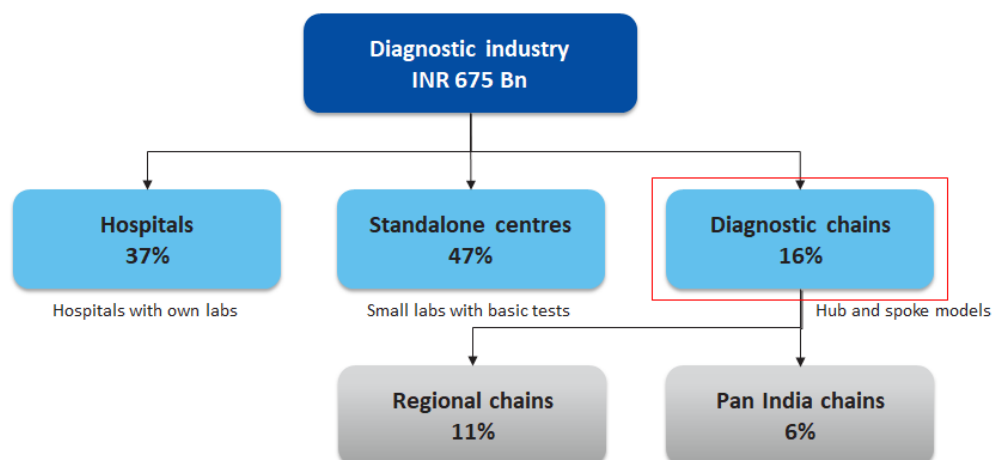 Diagnostic industry
INR 675 Bn
Hospitals
37%
Standalone centres
47%
Diagnostic chains
16%
Hospitals with own labs
Small labs with basic tests
Hub and spoke models
Regional chains
11%
Pan India chains
6%